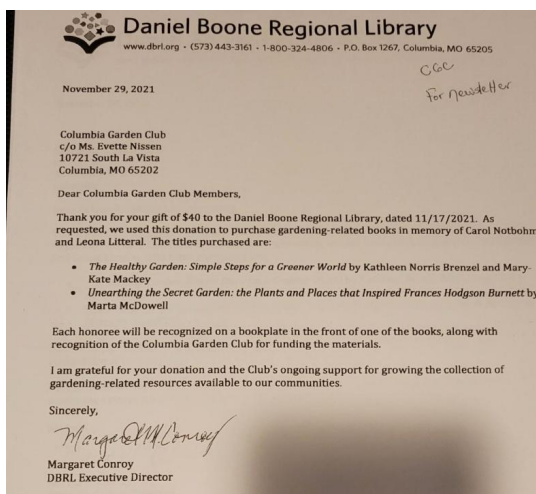 Daniel Boone Regional Library
www.dbrl.org • (573) 443-3161 • 1-800-324-4806 • P.O. Box 1267, Columbia, MO 65205
CGC
For newsletter
November 29, 2021
Columbia Garden Club
c/o Ms. Evette Nissen
10721 South La Vista
Columbia, MO 65202
Dear Columbia Garden Club Members,
Thank you for your gift of $40 to the Daniel Boone Regional Library, dated 11/17/2021. As
requested, we used this donation to purchase gardening-related books in memory of Carol Notbohm
and Leona Litteral. The titles purchased are:
• The Healthy Garden: Simple Steps for a Greener World by Kathleen Norris Brenzel and Mary-
Kate Mackey
• Unearthing the Secret Garden: the Plants and Places that Inspired Frances Hodgson Burnett by
Marta McDowell
Each honoree will be recognized on a bookplate in the front of one of the books, along with
recognition of the Columbia Garden Club for funding the materials.
I am grateful for your donation and the Club's ongoing support for growing the collection of
gardening-related resources available to our communities.
Sincerely,
Margaret M. Conroy
Margaret Conroy
DBRL Executive Director